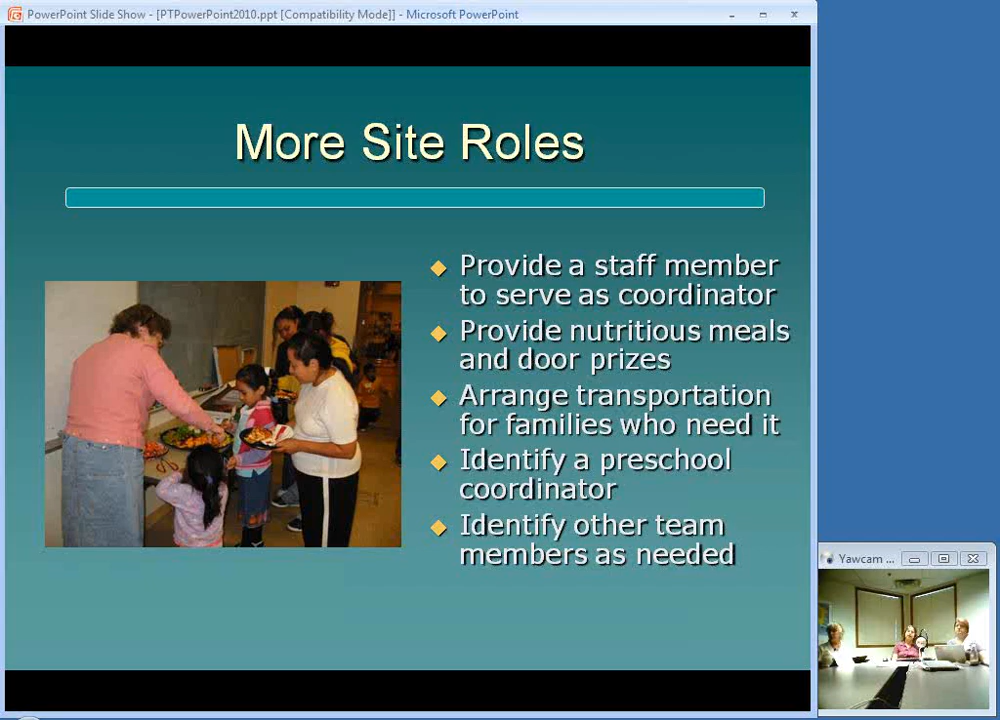 PowerPoint Slide Show - [PTPowerPoint2010.ppt [Compatibility Mode]] - Microsoft PowerPoint
More Site Roles
◆ Provide a staff member
to serve as coordinator
◆ Provide nutritious meals
and door prizes
◆ Arrange transportation
for families who need it
◆ Identify a preschool
coordinator
◆ Identify other team
members as needed
Yawcam ...